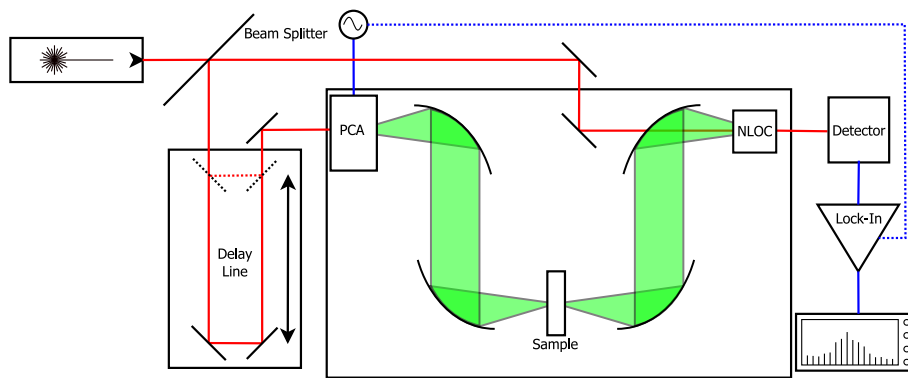 Beam Splitter
PCA
NLOC
Detector
Lock-In
Delay
Line
Sample